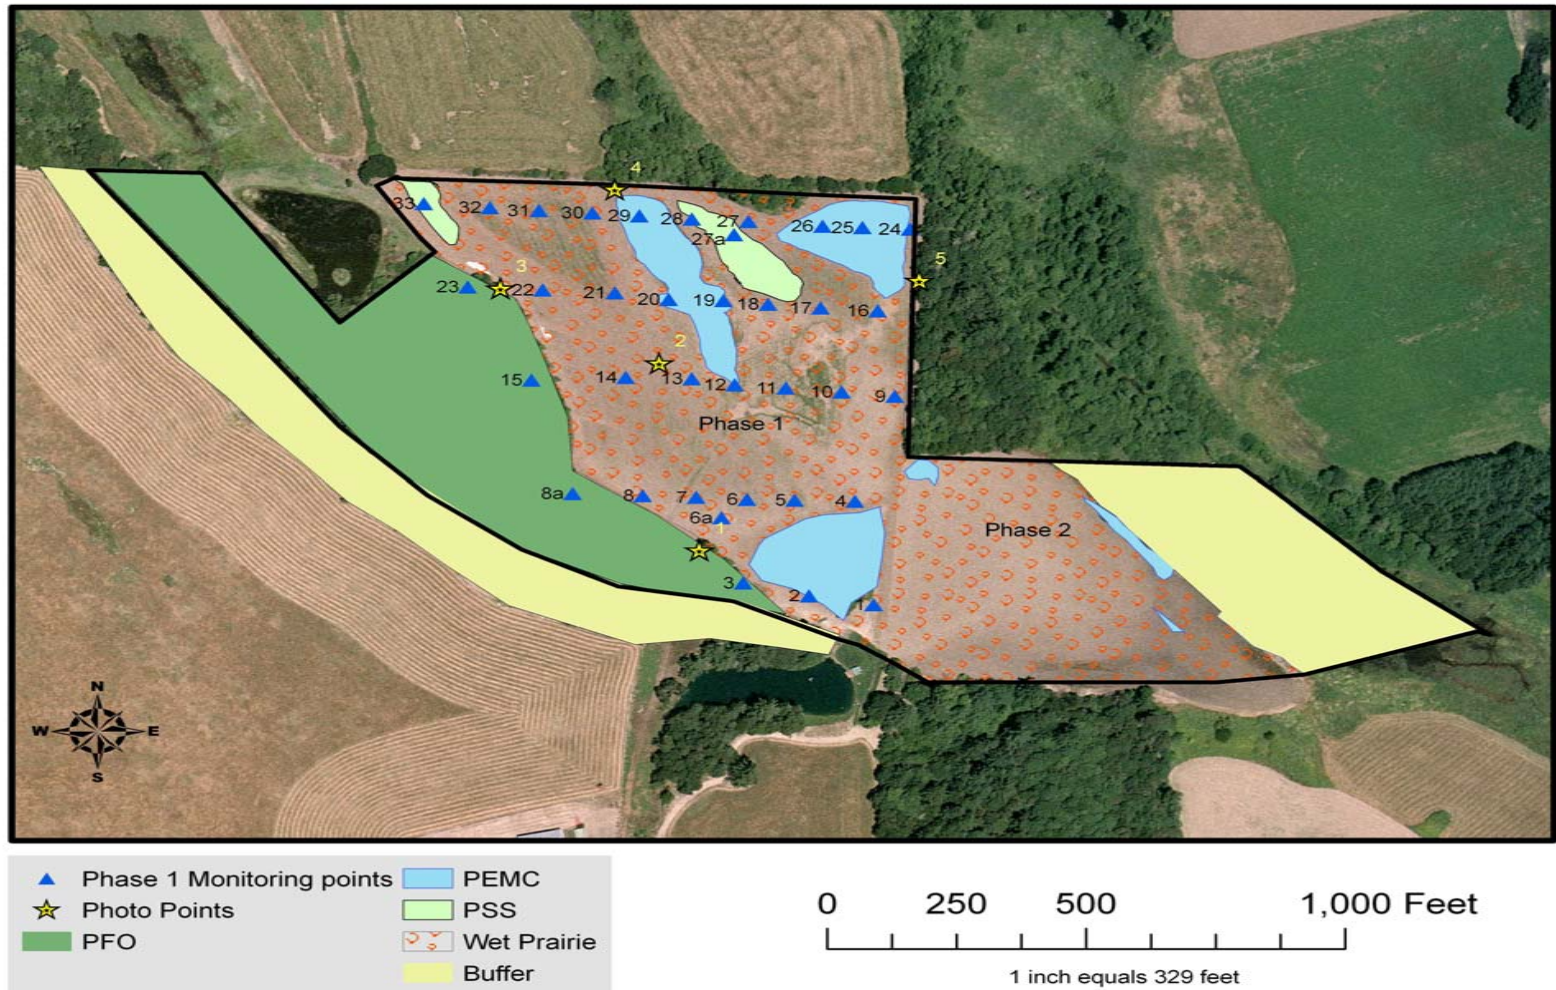 4
33 32 31 30 29 28 27 26 25 24
27a
5
3
23 22 21 20 19 18 17 16
2
15 14 13 12 11 10 9
Phase 1
8a 8 7 6 5 4
6a
1
Phase 2
3 2 1
N
W E
S
Phase 1 Monitoring points
PEMC
Photo Points
PSS
PFO
Wet Prairie
Buffer
0 250 500 1,000 Feet
1 inch equals 329 feet